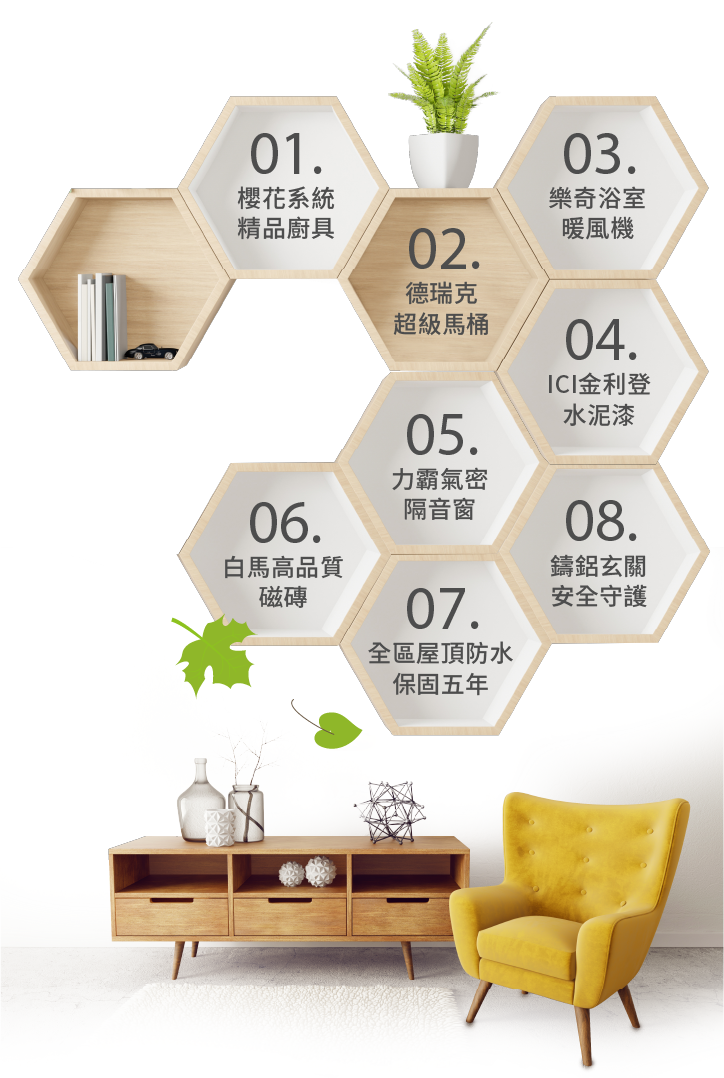 01.
櫻花系統
精品廚具
02.
德瑞克
超級馬桶
03.
樂奇浴室
暖風機
04.
ICI金利登
水泥漆
05.
力霸氣密
隔音窗
06.
白馬高品質
磁磚
07.
全區屋頂防水
保固五年
08.
鑄鋁玄關
安全守護